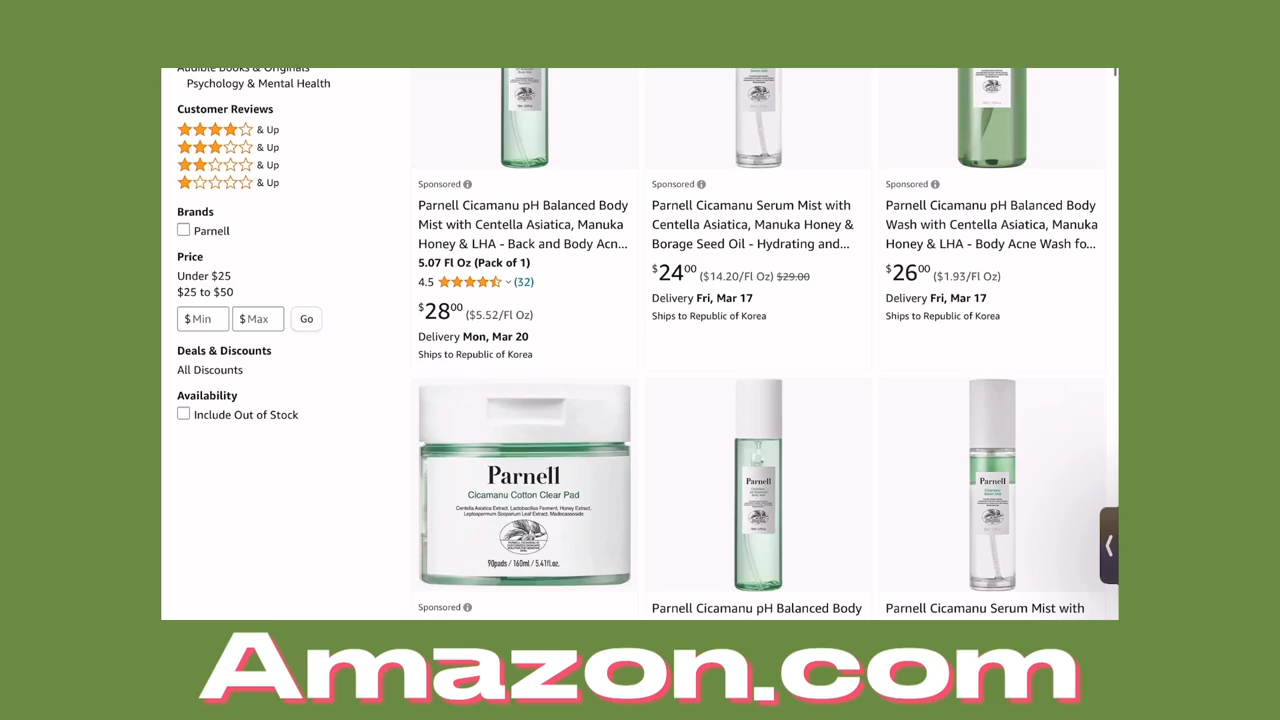 Audible Books & Originals
Psychology & Mental Health
Customer Reviews
& Up
& Up
& Up
& Up
Brands
Parnell
Price
Under $25
$25 to $50
$ Min
$ Max
Go
Deals & Discounts
All Discounts
Availability
Include Out of Stock
Sponsored
Parnell Cicamanu pH Balanced Body
Mist with Centella Asiatica, Manuka
Honey & LHA - Back and Body Acn...
5.07 Fl Oz (Pack of 1)
4.5 (32)
$2800 ($5.52/Fl Oz)
Delivery Mon, Mar 20
Ships to Republic of Korea
Sponsored
Parnell Cicamanu Serum Mist with
Centella Asiatica, Manuka Honey &
Borage Seed Oil - Hydrating and...
$2400 ($14.20/Fl Oz) $29.00
Delivery Fri, Mar 17
Ships to Republic of Korea
Sponsored
Parnell Cicamanu pH Balanced Body
Wash with Centella Asiatica, Manuka
Honey & LHA - Body Acne Wash fo...
$2600 ($1.93/Fl Oz)
Delivery Fri, Mar 17
Ships to Republic of Korea
Parnell
Cicamanu Cotton Clear Pad
Centella Asiatica Extract, Lactobacillus Ferment, Honey Extract,
Leptospermum Scoparium Leaf Extract, Madecassoside
90pads / 160ml / 5.41fl.oz.
Sponsored
Parnell
Parnell Cicamanu pH Balanced Body
Parnell
Parnell Cicamanu Serum Mist with
Amazon.com